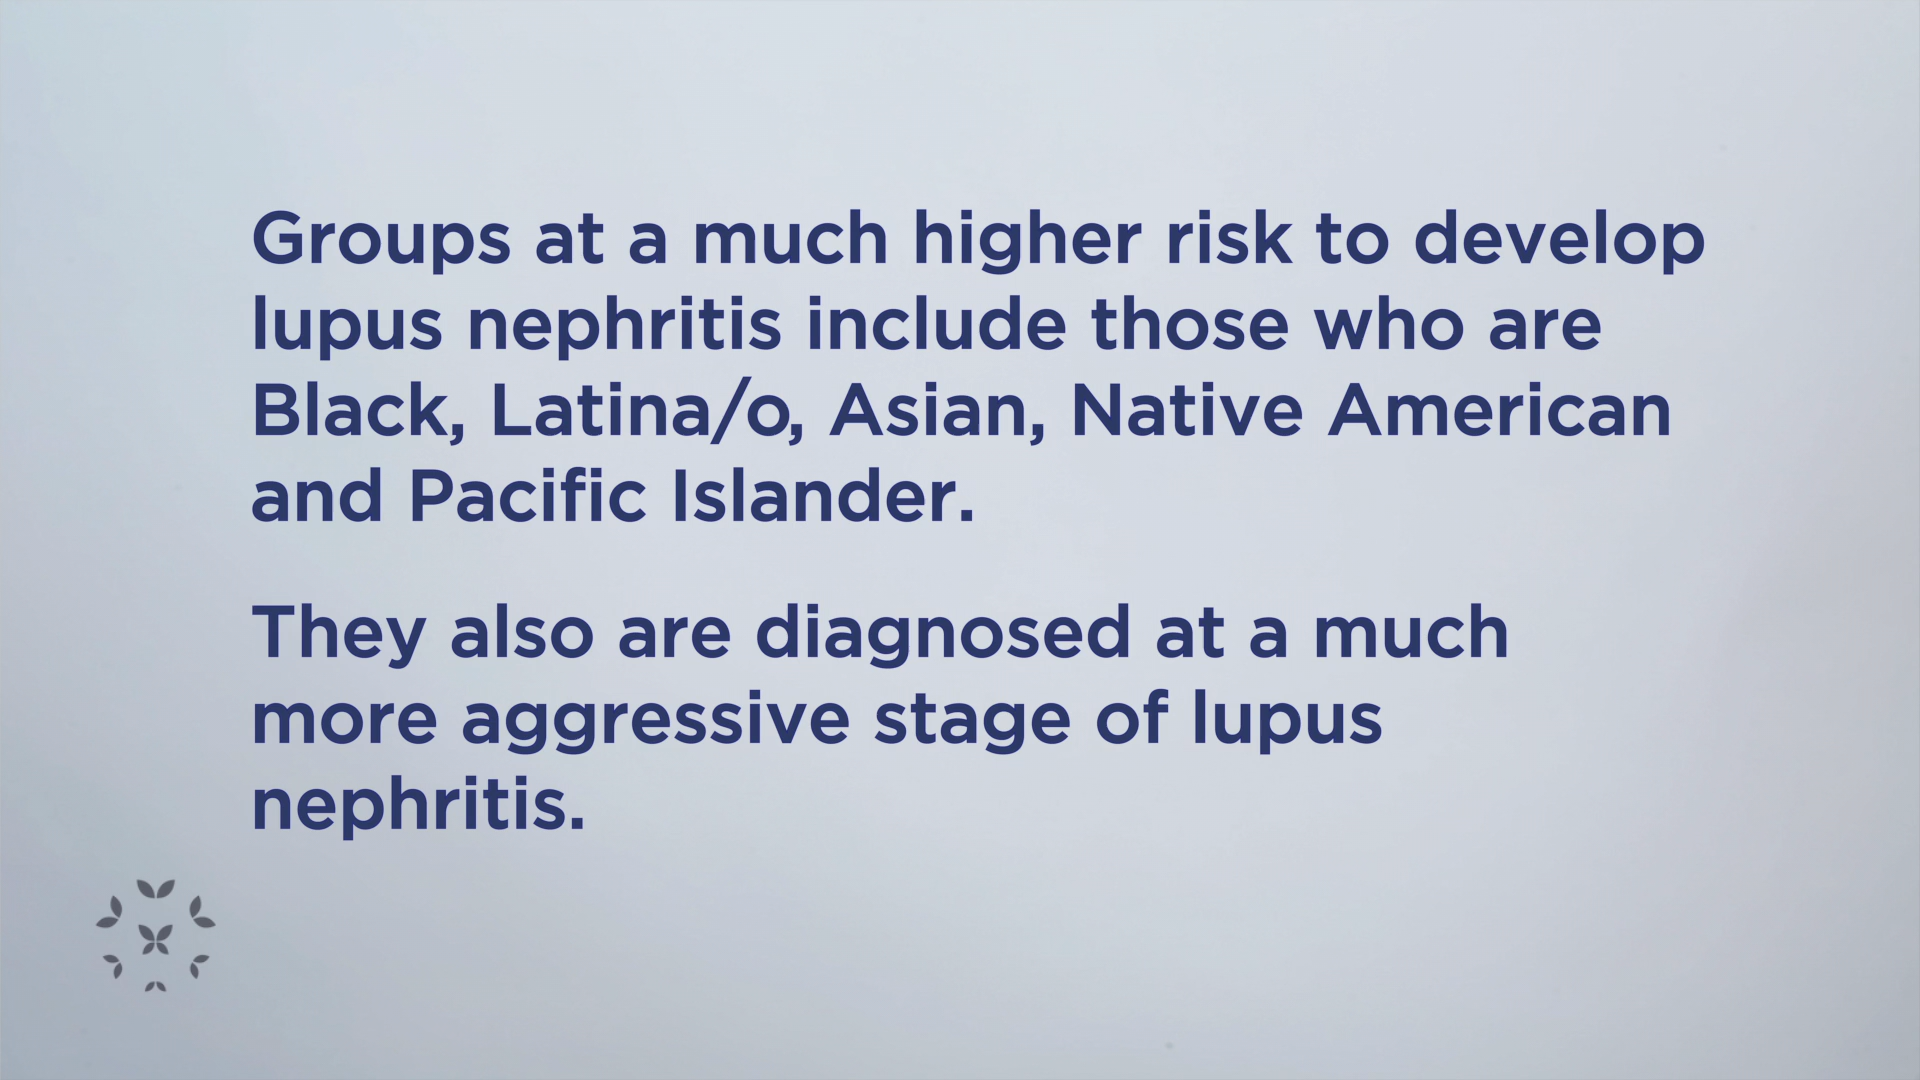 Groups at a much higher risk to develop
lupus nephritis include those who are
Black, Latina/o, Asian, Native American
and Pacific Islander.
They also are diagnosed at a much
more aggressive stage of lupus
nephritis.